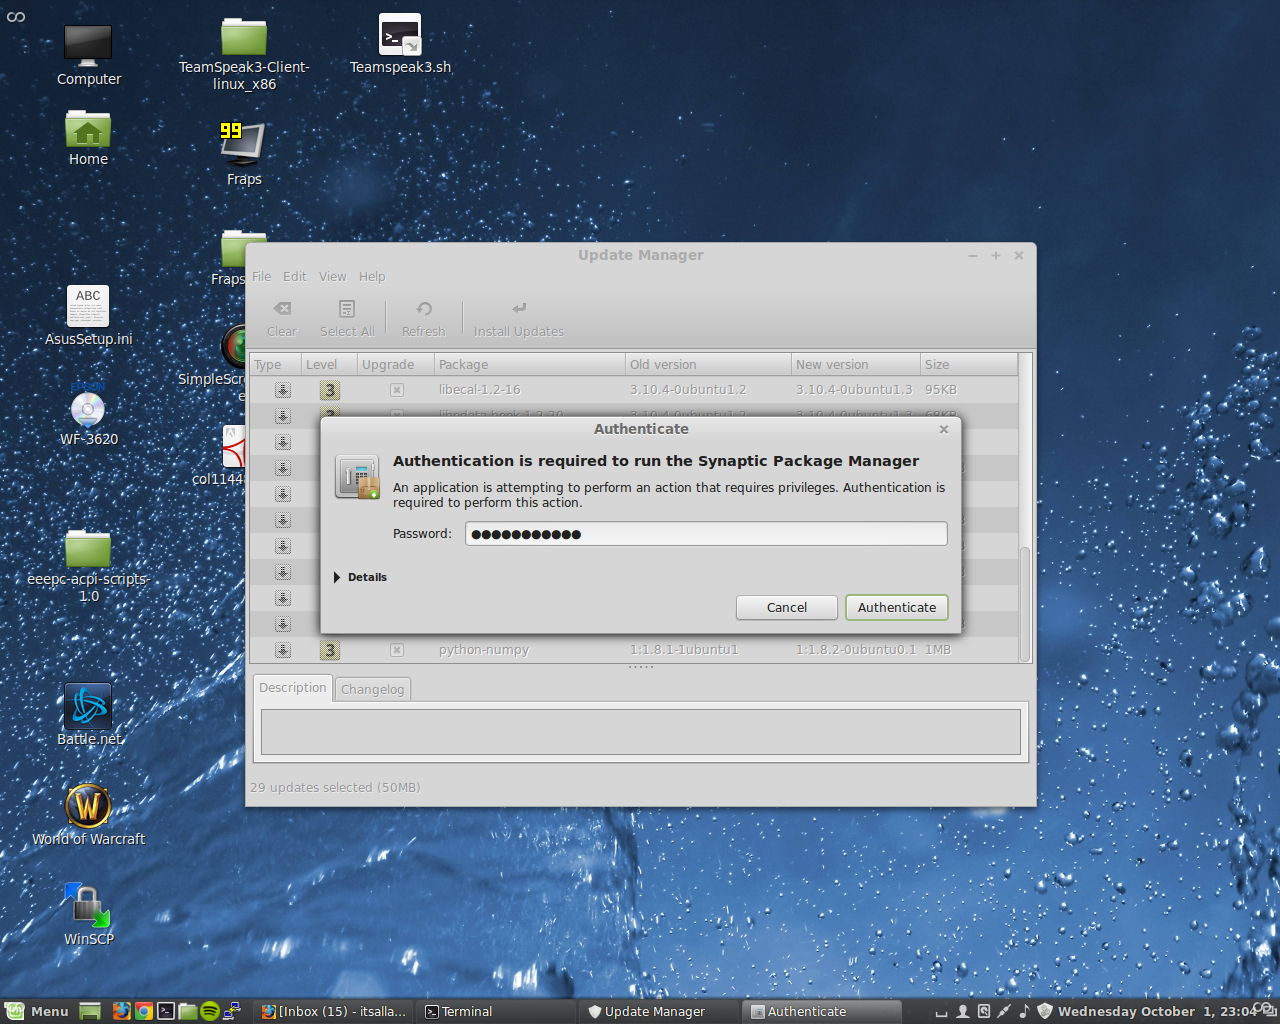 Computer
TeamSpeak3-Client-
linux_x86
Teamspeak3.sh
Home
99
Fraps
Fraps
ABC
AsusSetup.ini
SimpleScre
e
EPSON
WF-3620
col1144
eeepc-acpi-scripts-
1.0
Battle.net
World of Warcraft
WinSCP
Update Manager
File Edit View Help
Clear Select All Refresh Install Updates
Type Level Upgrade Package Old version New version Size
3 libecal-1.2-16 3.10.4-0ubuntu1.2 3.10.4-0ubuntu1.3 95KB
Authenticate
Authentication is required to run the Synaptic Package Manager
An application is attempting to perform an action that requires privileges. Authentication is
required to perform this action.
Password: ●●●●●●●●●●●
Details
Cancel Authenticate
3 python-numpy 1:1.8.1-1ubuntu1 1:1.8.2-0ubuntu0.1 1MB
Description Changelog
29 updates selected (50MB)
Menu [Inbox (15) - itsalla... Terminal Update Manager Authenticate Wednesday October 1, 23:04